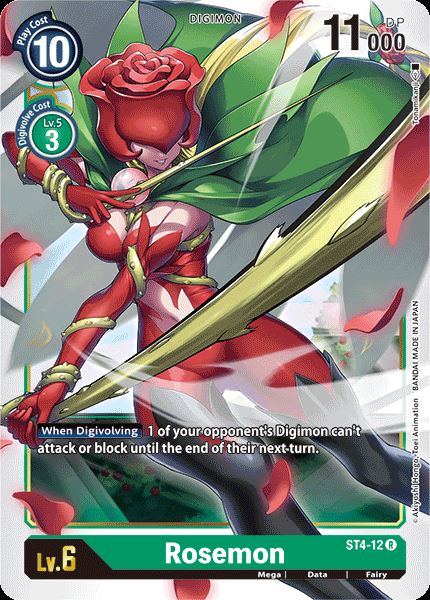 DIGIMON
Play Cost
10
11000
DP
Digivolve Cost
Lv.5
3
Tonamikanji
BANDAI MADE IN JAPAN
© Akiyoshi Hongo, Toei Animation
When Digivolving 1 of your opponent's Digimon can't
attack or block until the end of their next turn.
Lv.6
Rosemon
ST4-12 R
Mega | Data | Fairy